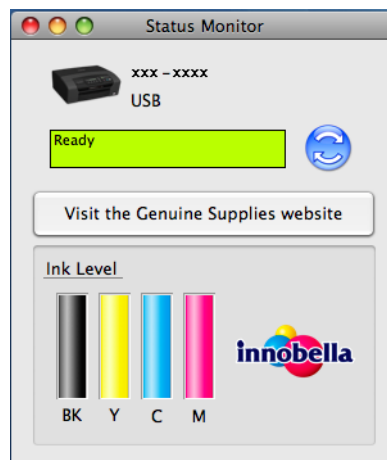 Status Monitor
xxx – xxxx
USB
Ready
Visit the Genuine Supplies website
Ink Level
innobella
BK Y C M